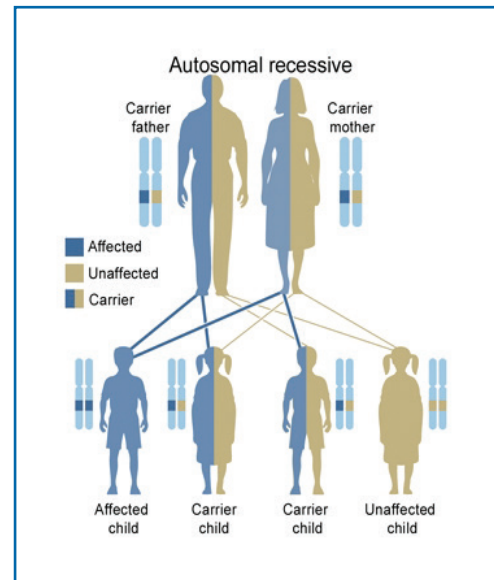 Autosomal recessive
Carrier
father
Carrier
mother
Affected
Unaffected
Carrier
Affected
child
Carrier
child
Carrier
child
Unaffected
child